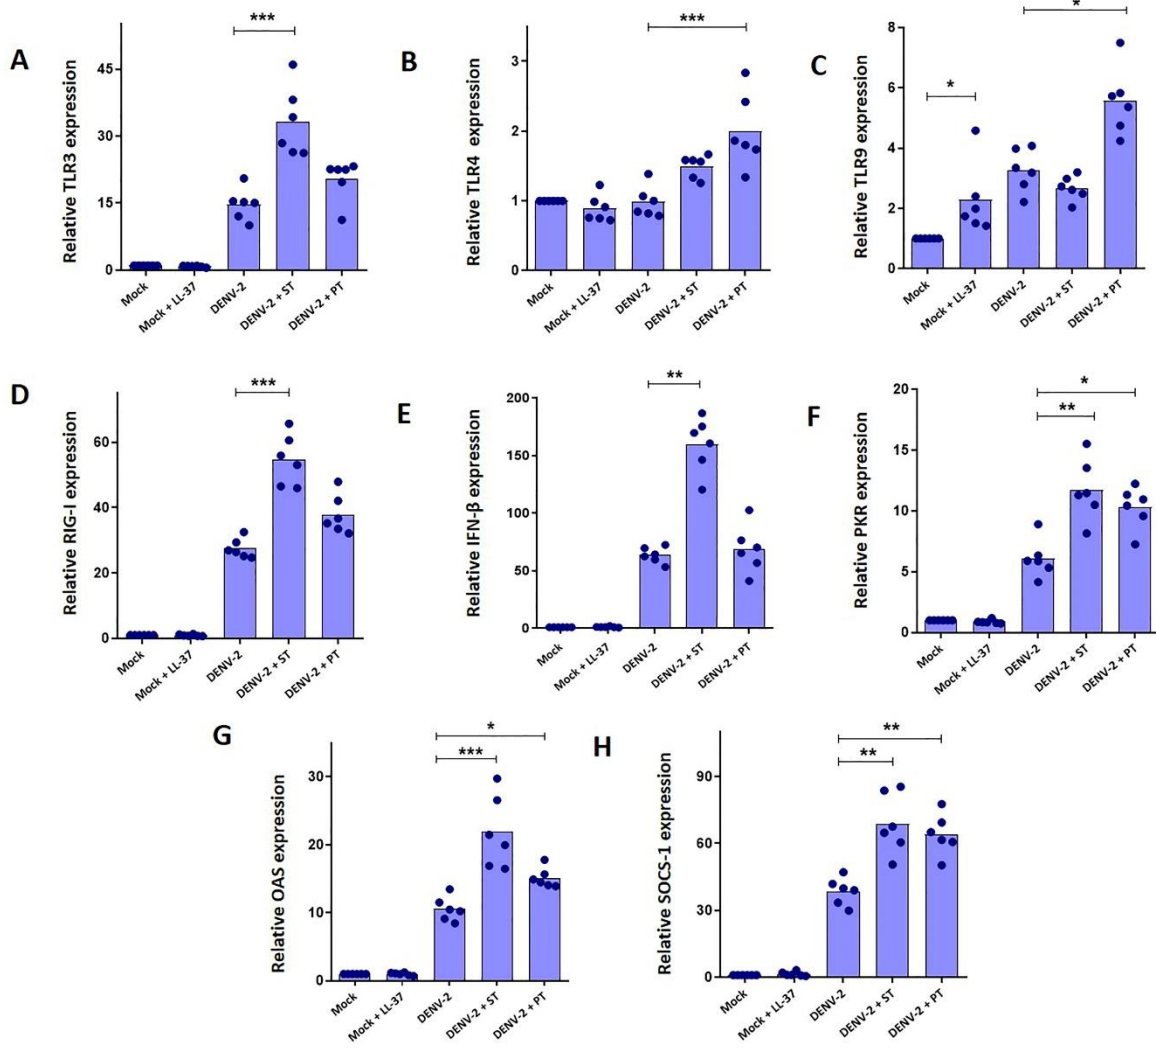 A
Relative TLR3 expression
***
45
30
15
0
Mock
Mock + LL-37
DENV-2
DENV-2 + ST
DENV-2 + PT
B
Relative TLR4 expression
***
3
2
1
0
Mock
Mock + LL-37
DENV-2
DENV-2 + ST
DENV-2 + PT
C
Relative TLR9 expression
*
*
8
6
4
2
0
Mock
Mock + LL-37
DENV-2
DENV-2 + ST
DENV-2 + PT
D
Relative RIG-I expression
***
60
40
20
0
Mock
Mock + LL-37
DENV-2
DENV-2 + ST
DENV-2 + PT
E
Relative IFN-β expression
**
200
150
100
50
0
Mock
Mock + LL-37
DENV-2
DENV-2 + ST
DENV-2 + PT
F
Relative PKR expression
*
**
20
15
10
5
0
Mock
Mock + LL-37
DENV-2
DENV-2 + ST
DENV-2 + PT
G
Relative OAS expression
*
***
30
20
10
0
Mock
Mock + LL-37
DENV-2
DENV-2 + ST
DENV-2 + PT
H
Relative SOCS-1 expression
**
**
90
60
30
0
Mock
Mock + LL-37
DENV-2
DENV-2 + ST
DENV-2 + PT